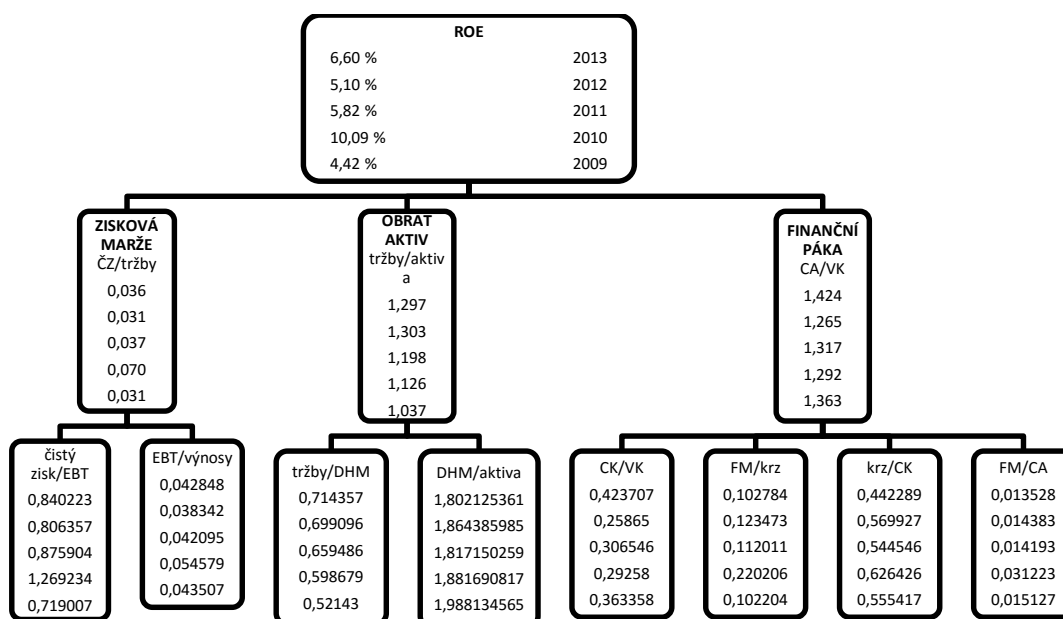 ROE
6,60 % 2013
5,10 % 2012
5,82 % 2011
10,09 % 2010
4,42 % 2009
ZISKOVÁ
MARŽE
ČZ/tržby
0,036
0,031
0,037
0,070
0,031
OBRAT
AKTIV
tržby/aktiv
a
1,297
1,303
1,198
1,126
1,037
FINANČNÍ
PÁKA
CA/VK
1,424
1,265
1,317
1,292
1,363
čistý
zisk/EBT
0,840223
0,806357
0,875904
1,269234
0,719007
EBT/výnosy
0,042848
0,038342
0,042095
0,054579
0,043507
tržby/DHM
0,714357
0,699096
0,659486
0,598679
0,52143
DHM/aktiva
1,802125361
1,864385985
1,817150259
1,881690817
1,988134565
CK/VK
0,423707
0,25865
0,306546
0,29258
0,363358
FM/krz
0,102784
0,123473
0,112011
0,220206
0,102204
krz/CK
0,442289
0,569927
0,544546
0,626426
0,555417
FM/CA
0,013528
0,014383
0,014193
0,031223
0,015127